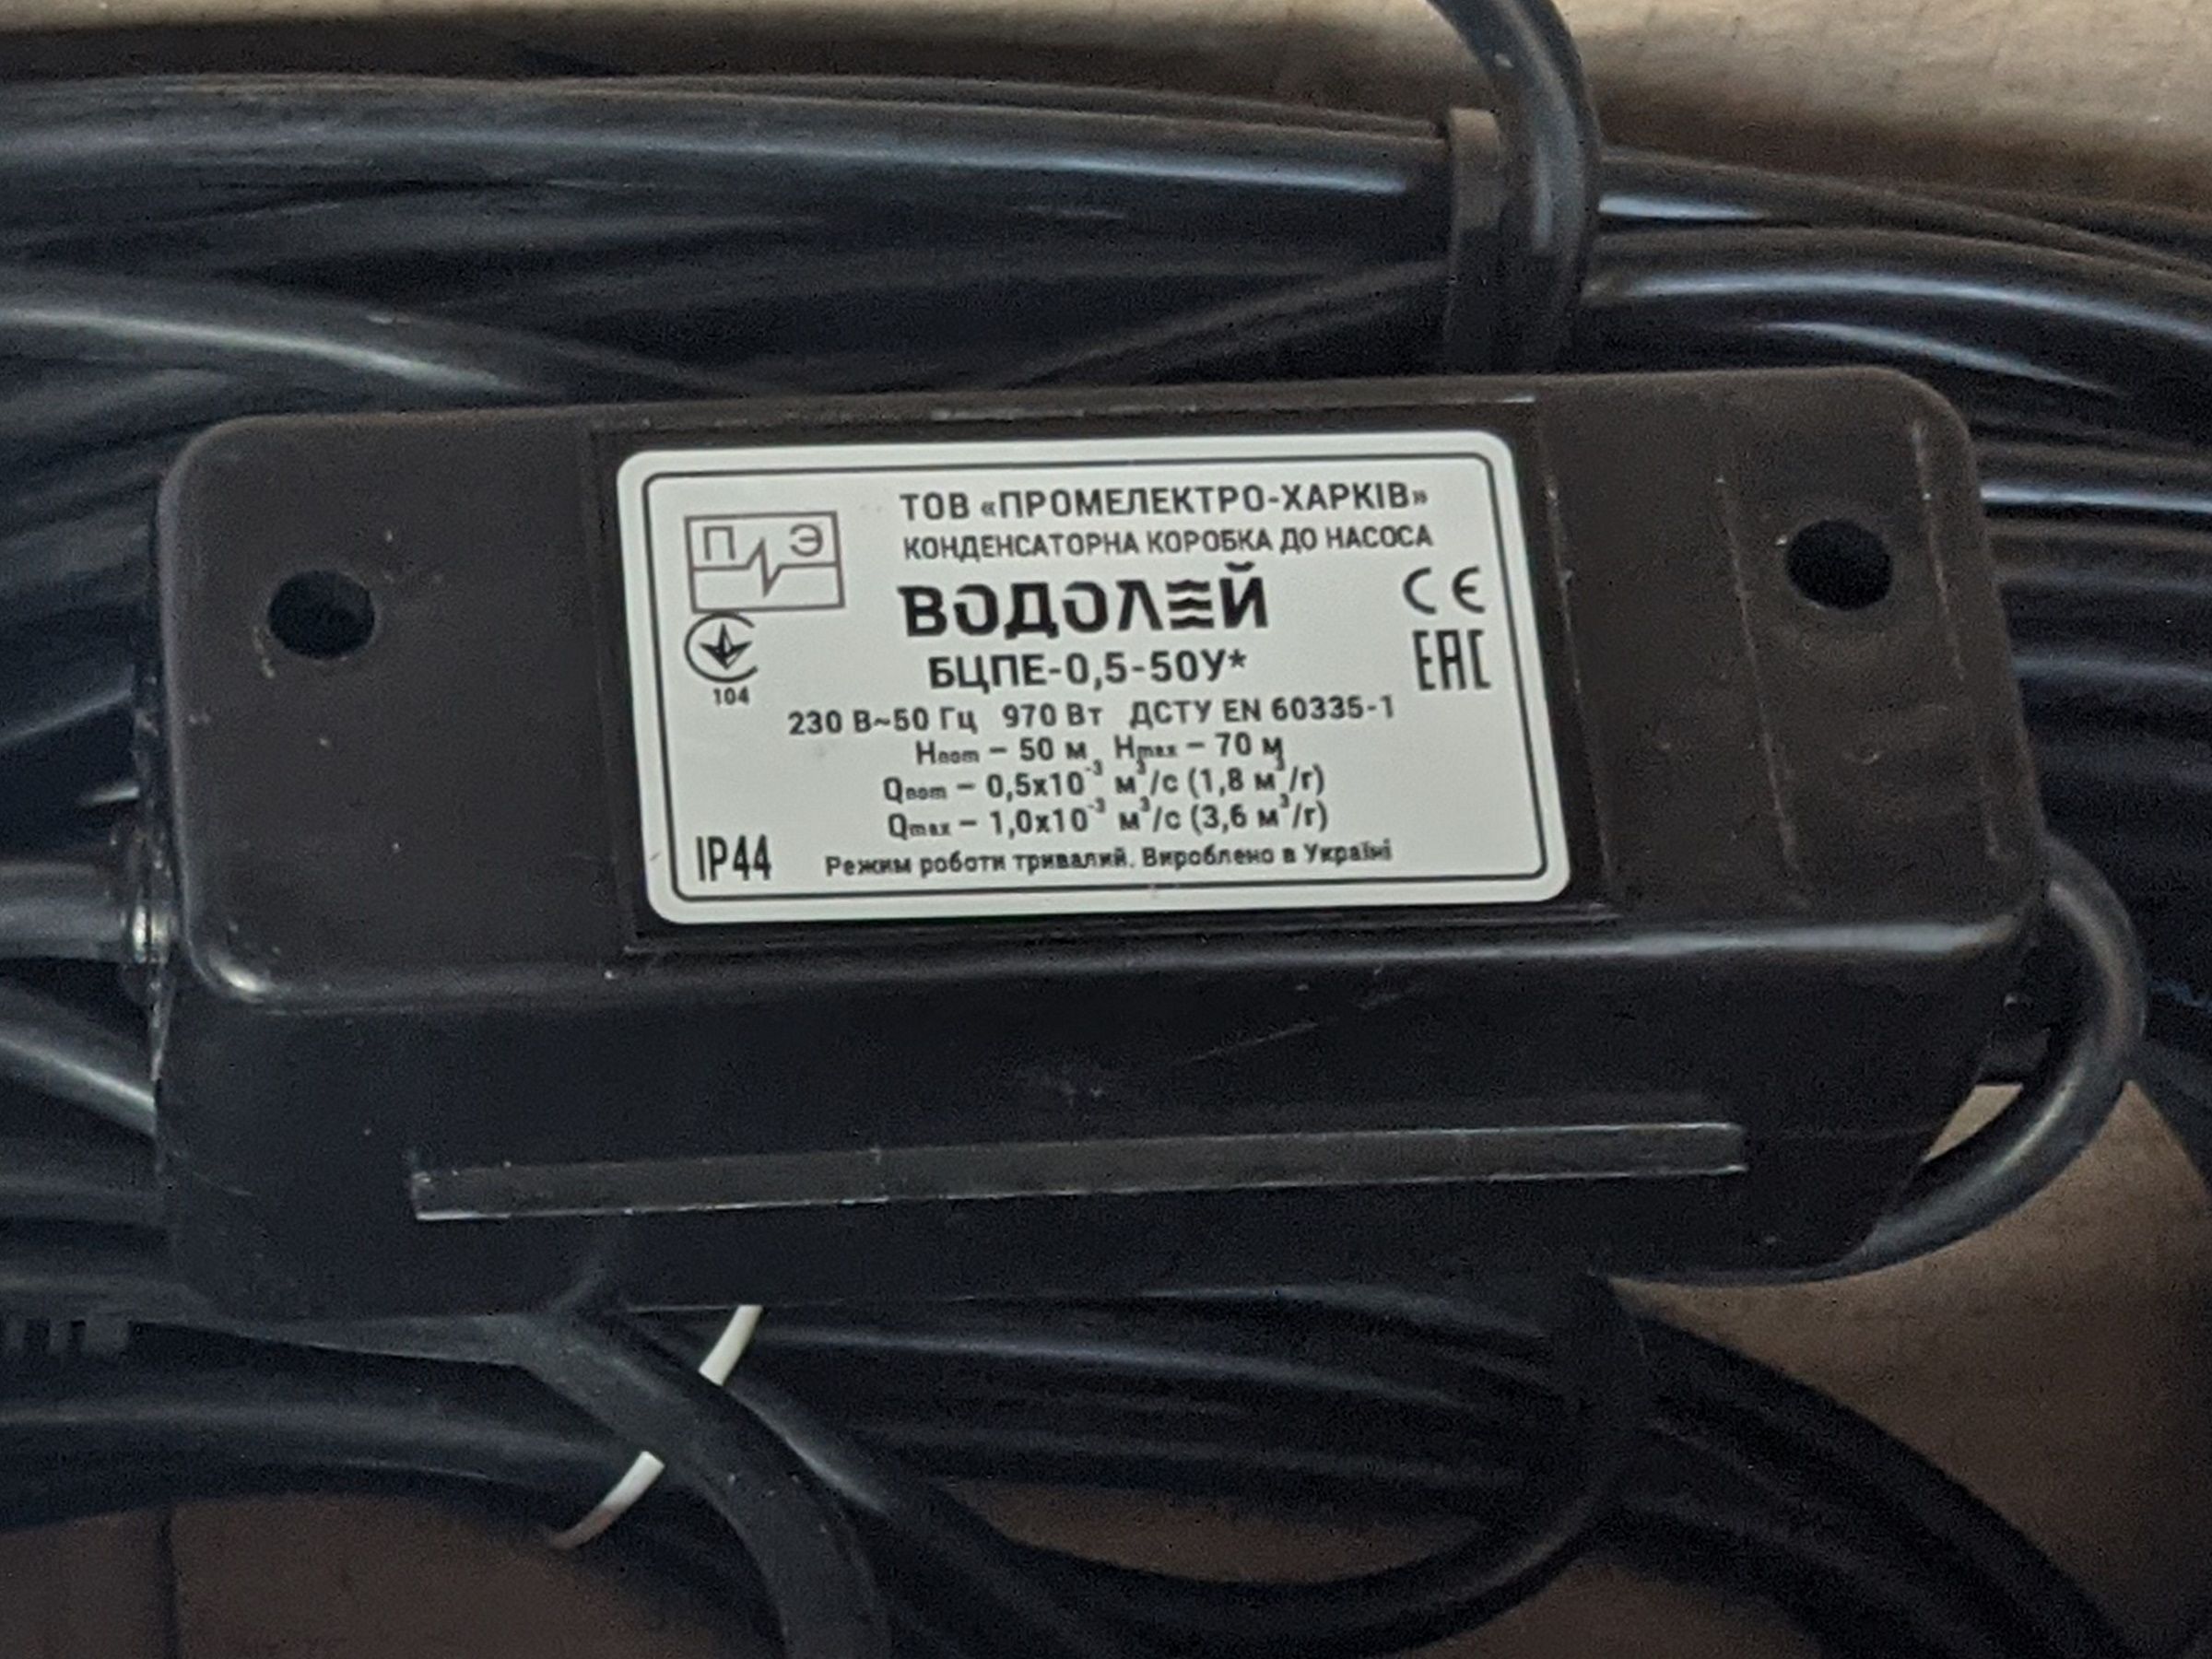 ТОВ «ПРОМЕЛЕКТРО-ХАРКІВ»
КОНДЕНСАТОРНА КОРОБКА ДО НАСОСА
П Э
ВОДОЛЕЙ
CE
БЦПЕ-0,5-50У*
EAC
104
230 В~50 Гц 970 Вт ДСТУ EN 60335-1
Hnom – 50 м Hmax – 70 м
Qnom – 0,5x10⁻³ м³/с (1,8 м³/г)
Qmax – 1,0x10⁻³ м³/с (3,6 м³/г)
IP44
Режим роботи тривалий. Вироблено в Україні